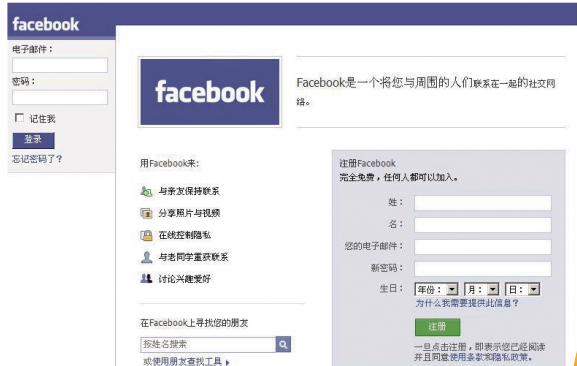 facebook
电子邮件：
密码：
记住我
登录
忘记密码了？
facebook
Facebook是一个将您与周围的人们联系在一起的社交网
络。
用Facebook来：
与亲友保持联系
分享照片与视频
在线控制隐私
与老同学重获联系
讨论兴趣爱好
在Facebook上寻找您的朋友
按姓名搜索
或使用朋友查找工具
注册Facebook
完全免费，任何人都可以加入。
姓：
名：
您的电子邮件：
新密码：
生日：年份： 月： 日：
为什么我需要提供此信息？
注册
一旦点击注册，即表示您已经阅读
并且同意使用条款和隐私政策。